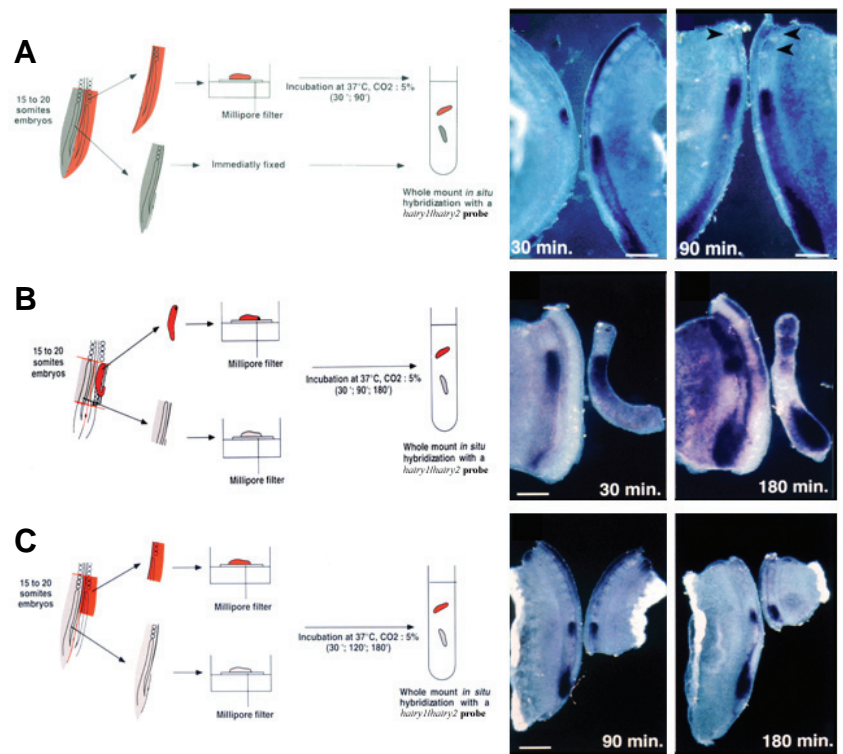 A
15 to 20
somites
embryos
Millipore filter
Immediatly fixed
Incubation at 37°C, CO2 : 5%
(30 '; 90')
Whole mount in situ
hybridization with a
hairy1/hairy2 probe
30 min.
90 min.
B
15 to 20
somites
embryos
Millipore filter
Millipore filter
Incubation at 37°C, CO2 : 5%
(30 '; 90'; 180')
Whole mount in situ
hybridization with a
hairy1/hairy2 probe
30 min.
180 min.
C
15 to 20
somites
embryos
Millipore filter
Millipore filter
Incubation at 37°C, CO2 : 5%
(30 '; 120'; 180')
Whole mount in situ
hybridization with a
hairy1/hairy2 probe
90 min.
180 min.